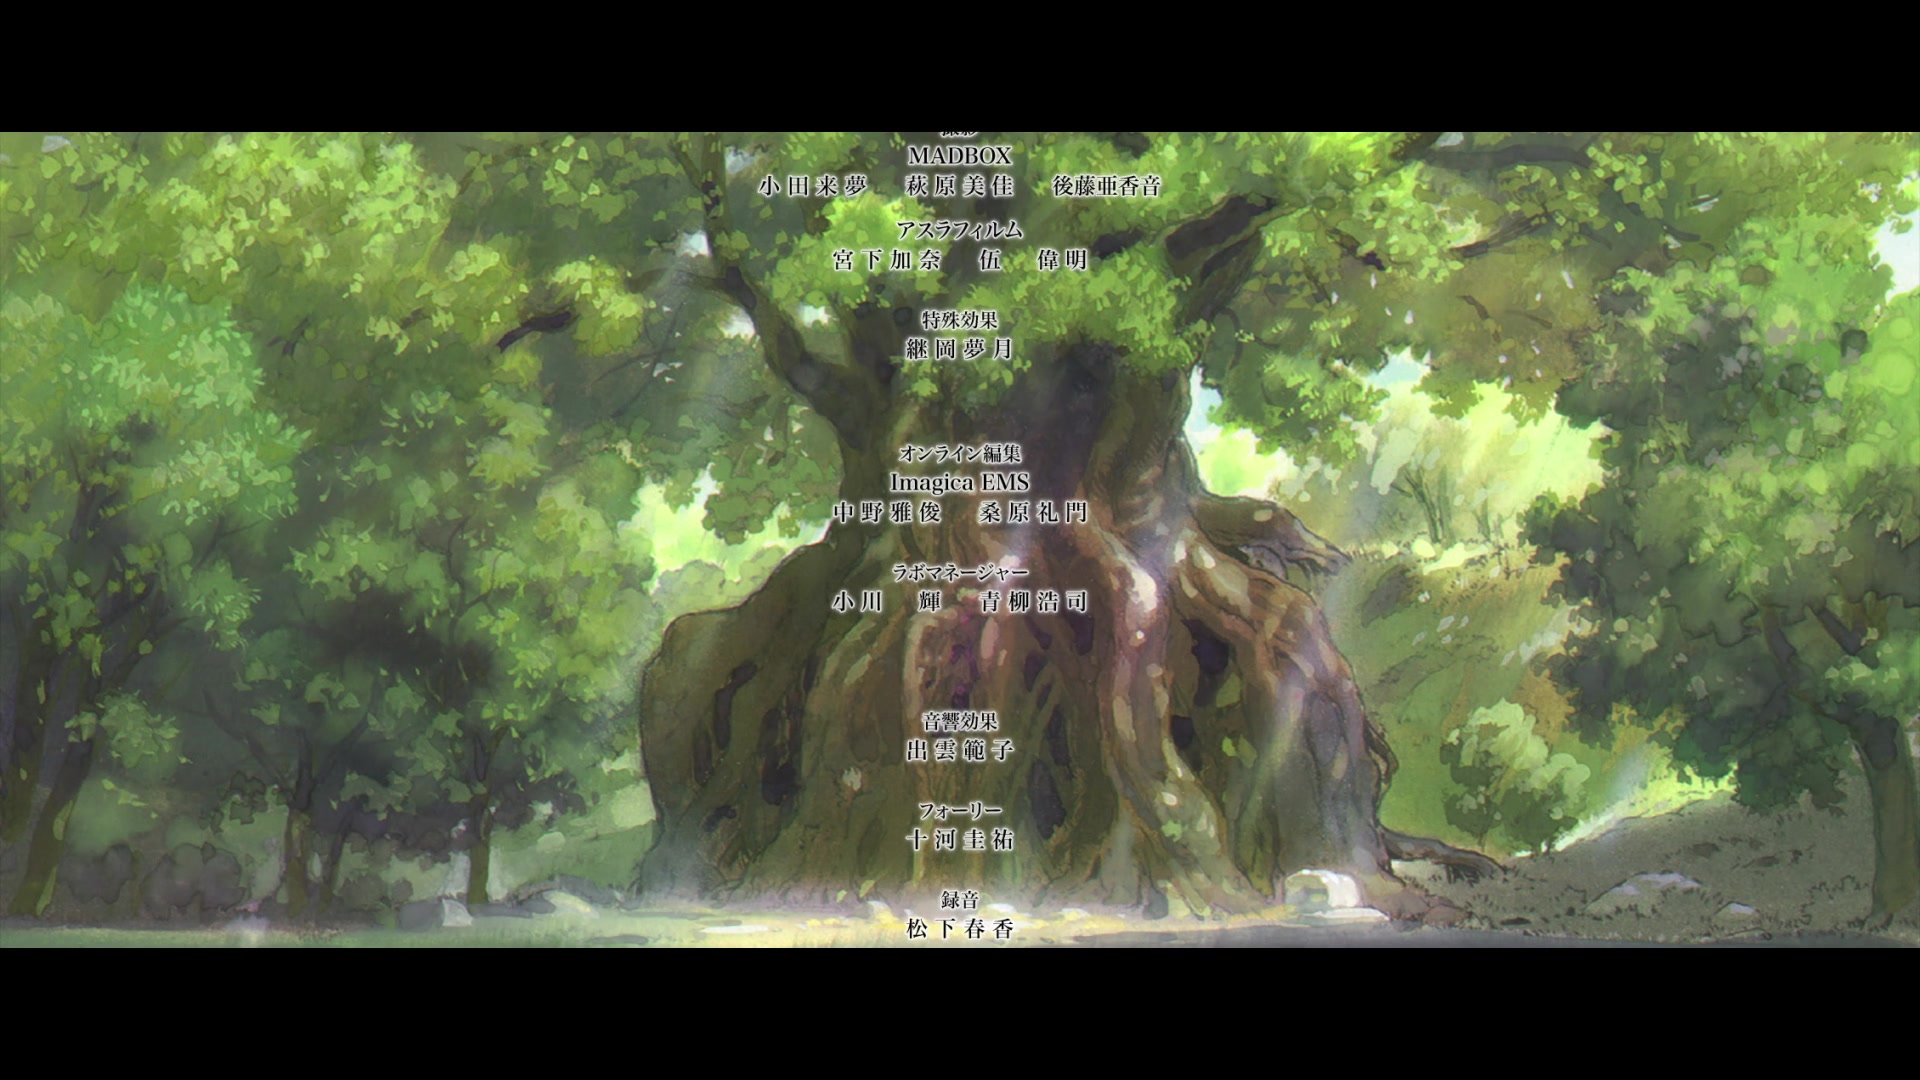 撮影
MADBOX
小田来夢 萩原美佳 後藤亜香音
アスラフィルム
宮下加奈 伍 偉明
特殊効果
継岡夢月
オンライン編集
Imagica EMS
中野雅俊 桑原礼門
ラボマネージャー
小川 輝 青柳浩司
音響効果
出雲範子
フォーリー
十河圭祐
録音
松下春香